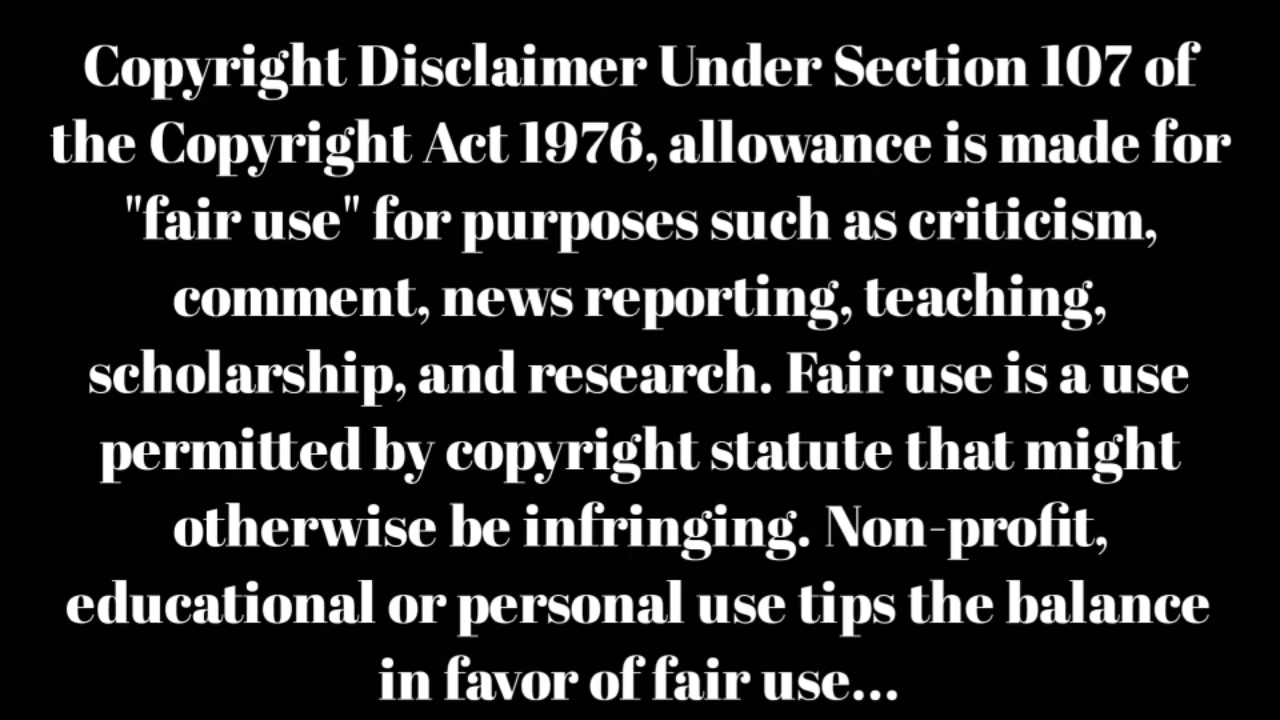 Copyright Disclaimer Under Section 107 of
the Copyright Act 1976, allowance is made for
"fair use" for purposes such as criticism,
comment, news reporting, teaching,
scholarship, and research. Fair use is a use
permitted by copyright statute that might
otherwise be infringing. Non-profit,
educational or personal use tips the balance
in favor of fair use...